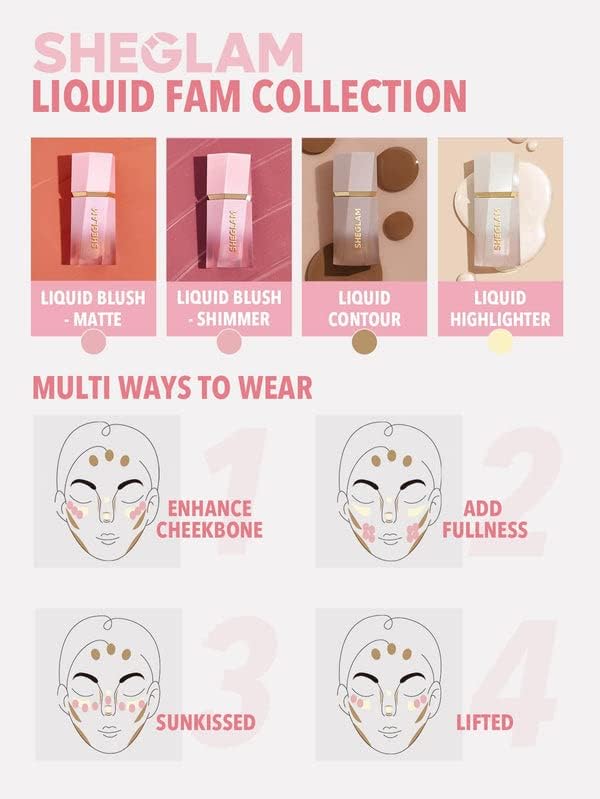 SHEGLAM
LIQUID FAM COLLECTION
SHEGLAM
SHEGLAM
SHEGLAM
SHEGLAM
LIQUID BLUSH
- MATTE
LIQUID BLUSH
- SHIMMER
LIQUID
CONTOUR
LIQUID
HIGHLIGHTER
MULTI WAYS TO WEAR
1
ENHANCE
CHEEKBONE
2
ADD
FULLNESS
3
SUNKISSED
4
LIFTED